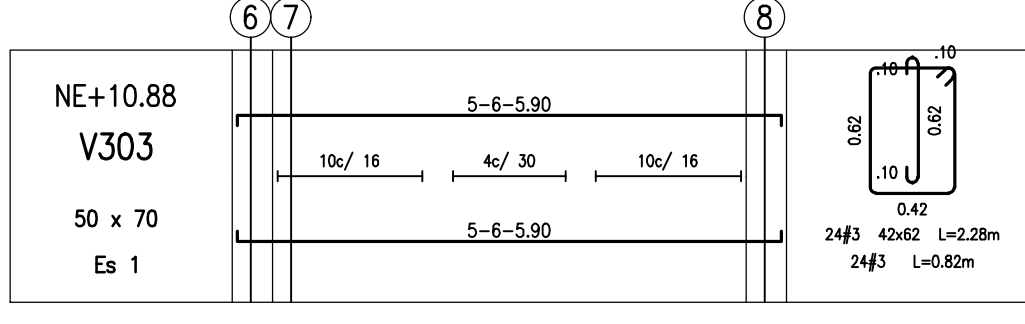 6 7 8
NE+10.88
V303
50 x 70
Es 1
5-6-5.90
10c/ 16 4c/ 30 10c/ 16
5-6-5.90
.10
.10
0.62
0.62
.10
0.42
24#3 42x62 L=2.28m
24#3 L=0.82m